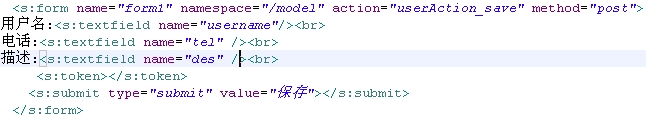 <s:form name="form1" namespace="/model" action="userAction_save" method="post">
用户名:<s:textfield name="username"/><br>
电话:<s:textfield name="tel" /><br>
描述:<s:textfield name="des" /><br>
<s:token></s:token>
<s:submit type="submit" value="保存"></s:submit>
</s:form>